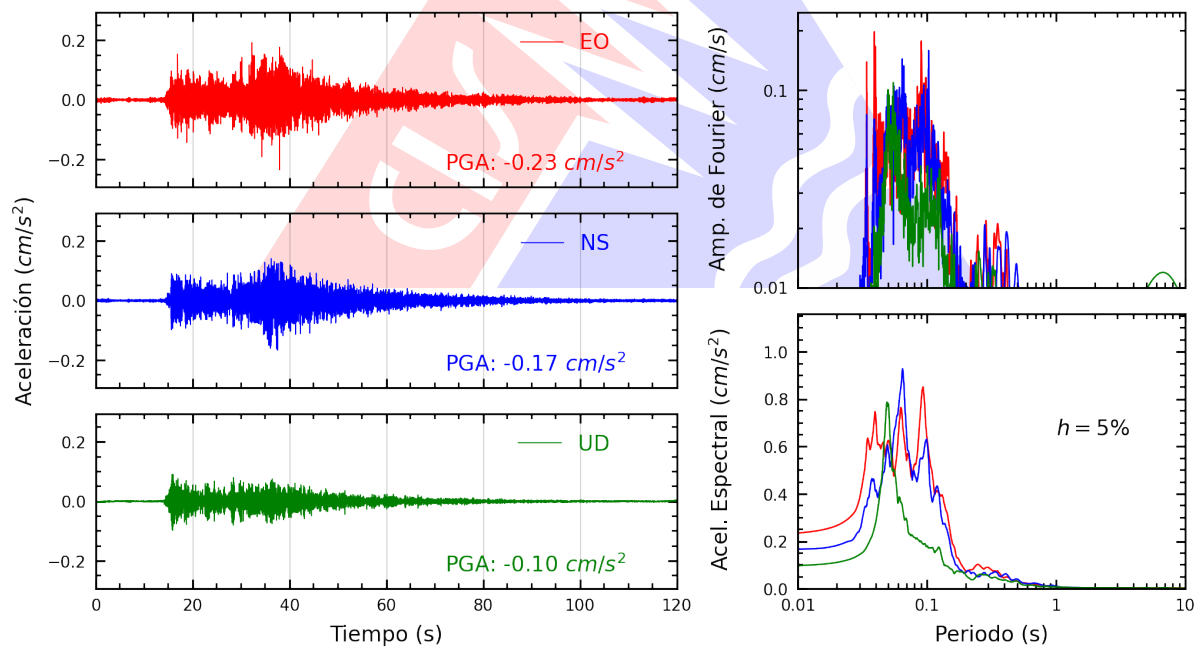 Aceleración (cm/s²)
0.2
0.0
−0.2
EO
PGA: -0.23 cm/s²
0.2
0.0
−0.2
NS
PGA: -0.17 cm/s²
0.2
0.0
−0.2
UD
PGA: -0.10 cm/s²
0 20 40 60 80 100 120
Tiempo (s)
Amp. de Fourier (cm/s)
0.1
0.01
Acel. Espectral (cm/s²)
1.0
0.8
0.6
0.4
0.2
0.0
h = 5%
0.01 0.1 1 10
Periodo (s)